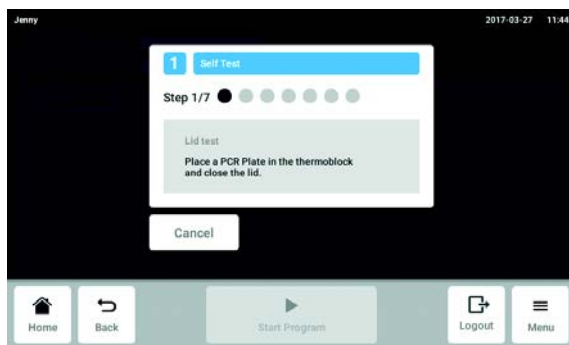 Jenny
2017-03-27 11:44
1 Self Test
Step 1/7
Lid test
Place a PCR Plate in the thermoblock
and close the lid.
Cancel
Home
Back
Start Program
Logout
Menu